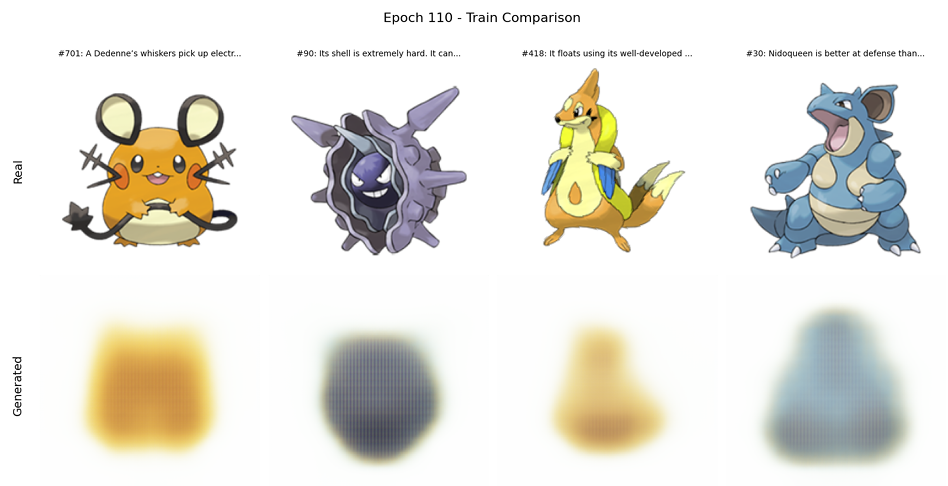 Epoch 110 - Train Comparison
#701: A Dedenne’s whiskers pick up electr...
#90: Its shell is extremely hard. It can...
#418: It floats using its well-developed ...
#30: Nidoqueen is better at defense than...
Real
Generated